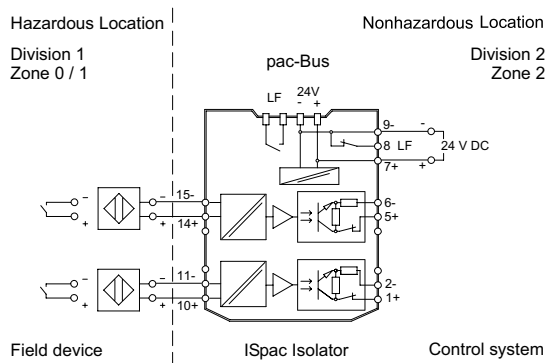 Hazardous Location
Nonhazardous Location
Division 1
Zone 0 / 1
Division 2
Zone 2
pac-Bus
LF
24V
- +
9-
-
8 LF
24 V DC
7+
+
- - 15- 6-
+ + 14+ 5+
- - 11- 2-
+ + 10+ 1+
Field device
ISpac Isolator
Control system